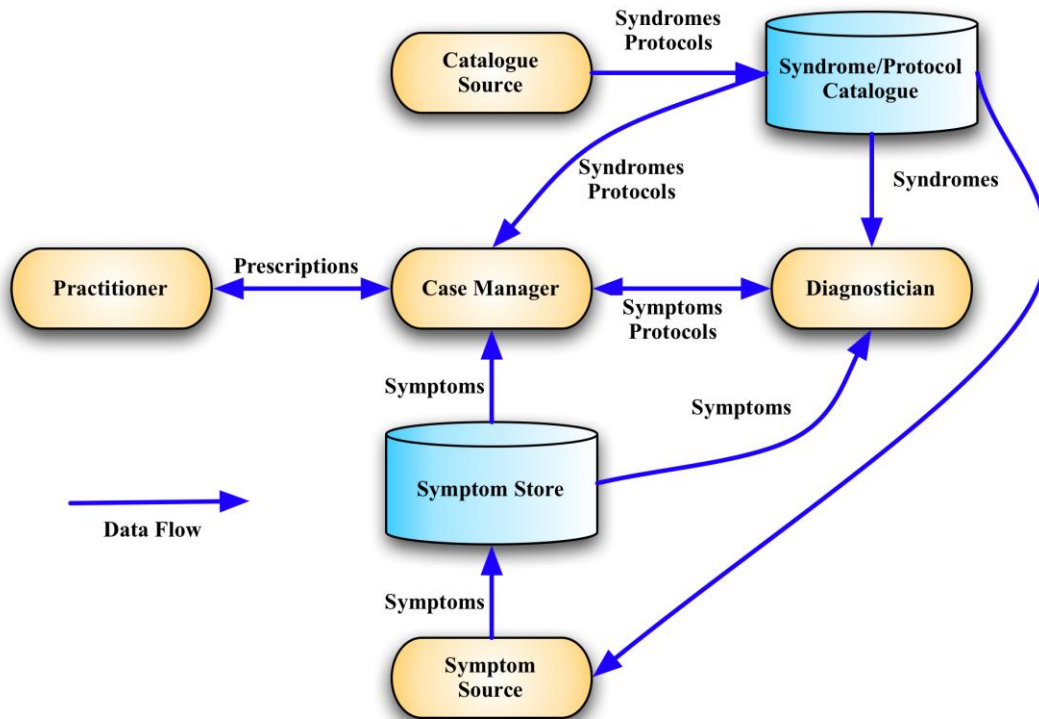 Syndromes
Protocols
Catalogue
Source
Syndrome/Protocol
Catalogue
Syndromes
Protocols
Syndromes
Practitioner
Prescriptions
Case Manager
Symptoms
Protocols
Diagnostician
Symptoms
Symptoms
Symptom Store
Data Flow
Symptoms
Symptom
Source